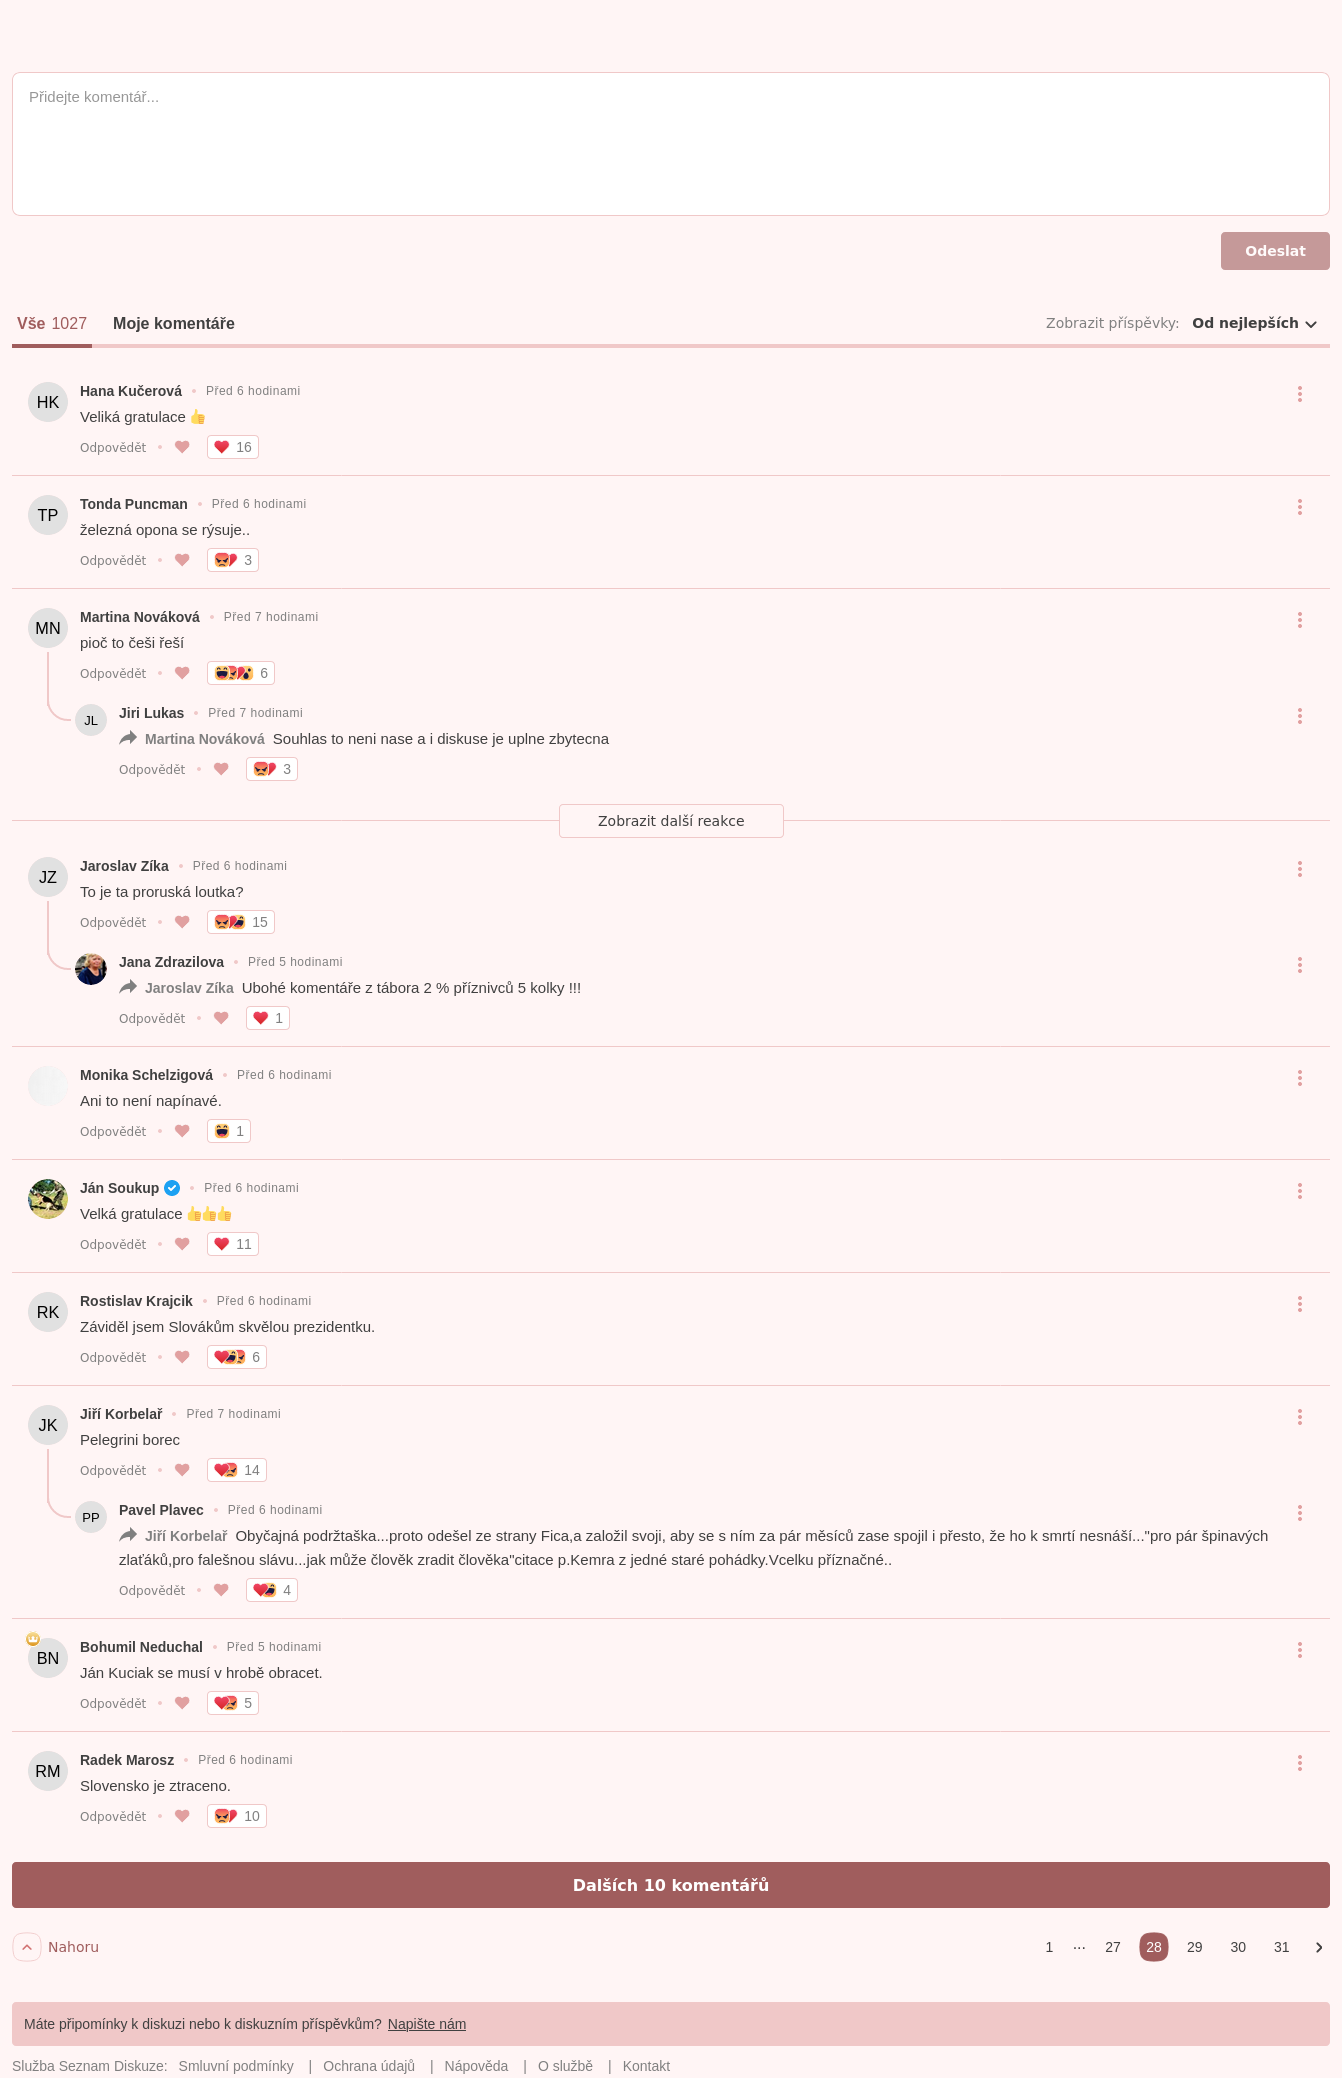 Přidejte komentář...
Odeslat
Vše 1027 Moje komentáře Zobrazit příspěvky: Od nejlepších
HK Hana Kučerová • Před 6 hodinami
Veliká gratulace 👍
Odpovědět • 16
TP Tonda Puncman • Před 6 hodinami
železná opona se rýsuje..
Odpovědět • 3
MN Martina Nováková • Před 7 hodinami
pioč to češi řeší
Odpovědět • 6
JL Jiri Lukas • Před 7 hodinami
Martina Nováková Souhlas to neni nase a i diskuse je uplne zbytecna
Odpovědět • 3
Zobrazit další reakce
JZ Jaroslav Zíka • Před 6 hodinami
To je ta proruská loutka?
Odpovědět • 15
Jana Zdrazilova • Před 5 hodinami
Jaroslav Zíka Ubohé komentáře z tábora 2 % příznivců 5 kolky !!!
Odpovědět • 1
Monika Schelzigová • Před 6 hodinami
Ani to není napínavé.
Odpovědět • 1
Ján Soukup • Před 6 hodinami
Velká gratulace 👍👍👍
Odpovědět • 11
RK Rostislav Krajcik • Před 6 hodinami
Záviděl jsem Slovákům skvělou prezidentku.
Odpovědět • 6
JK Jiří Korbelař • Před 7 hodinami
Pelegrini borec
Odpovědět • 14
PP Pavel Plavec • Před 6 hodinami
Jiří Korbelař Obyčajná podržtaška...proto odešel ze strany Fica,a založil svoji, aby se s ním za pár měsíců zase spojil i přesto, že ho k smrtí nesnáší..."pro pár špinavých
zlaťáků,pro falešnou slávu...jak může člověk zradit člověka"citace p.Kemra z jedné staré pohádky.Vcelku příznačné..
Odpovědět • 4
BN Bohumil Neduchal • Před 5 hodinami
Ján Kuciak se musí v hrobě obracet.
Odpovědět • 5
RM Radek Marosz • Před 6 hodinami
Slovensko je ztraceno.
Odpovědět • 10
Dalších 10 komentářů
Nahoru 1 ··· 27 28 29 30 31
Máte připomínky k diskuzi nebo k diskuzním příspěvkům? Napište nám
Služba Seznam Diskuze: Smluvní podmínky | Ochrana údajů | Nápověda | O službě | Kontakt